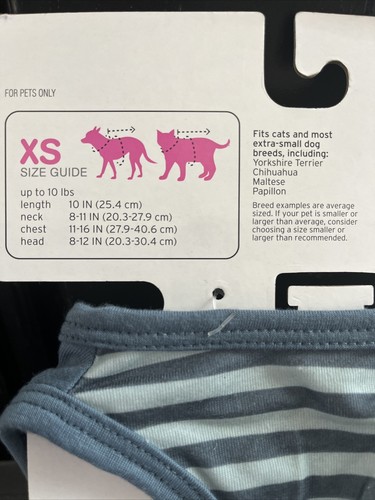 FOR PETS ONLY
XS
SIZE GUIDE
up to 10 lbs
length 10 IN (25.4 cm)
neck 8-11 IN (20.3-27.9 cm)
chest 11-16 IN (27.9-40.6 cm)
head 8-12 IN (20.3-30.4 cm)
Fits cats and most
extra-small dog
breeds, including:
Yorkshire Terrier
Chihuahua
Maltese
Papillon
Breed examples are average
sized. If your pet is smaller or
larger than average, consider
choosing a size smaller or
larger than recommended.